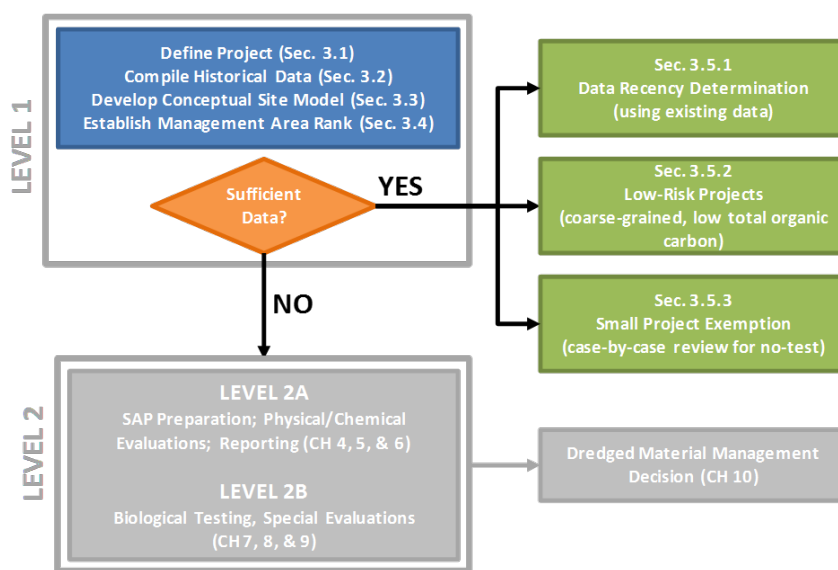 LEVEL 1
Define Project (Sec. 3.1)
Compile Historical Data (Sec. 3.2)
Develop Conceptual Site Model (Sec. 3.3)
Establish Management Area Rank (Sec. 3.4)
Sufficient
Data?
YES
NO
Sec. 3.5.1
Data Recency Determination
(using existing data)
Sec. 3.5.2
Low-Risk Projects
(coarse-grained, low total organic
carbon)
Sec. 3.5.3
Small Project Exemption
(case-by-case review for no-test)
LEVEL 2
LEVEL 2A
SAP Preparation; Physical/Chemical
Evaluations; Reporting (CH 4, 5, & 6)
LEVEL 2B
Biological Testing, Special Evaluations
(CH 7, 8, & 9)
Dredged Material Management
Decision (CH 10)